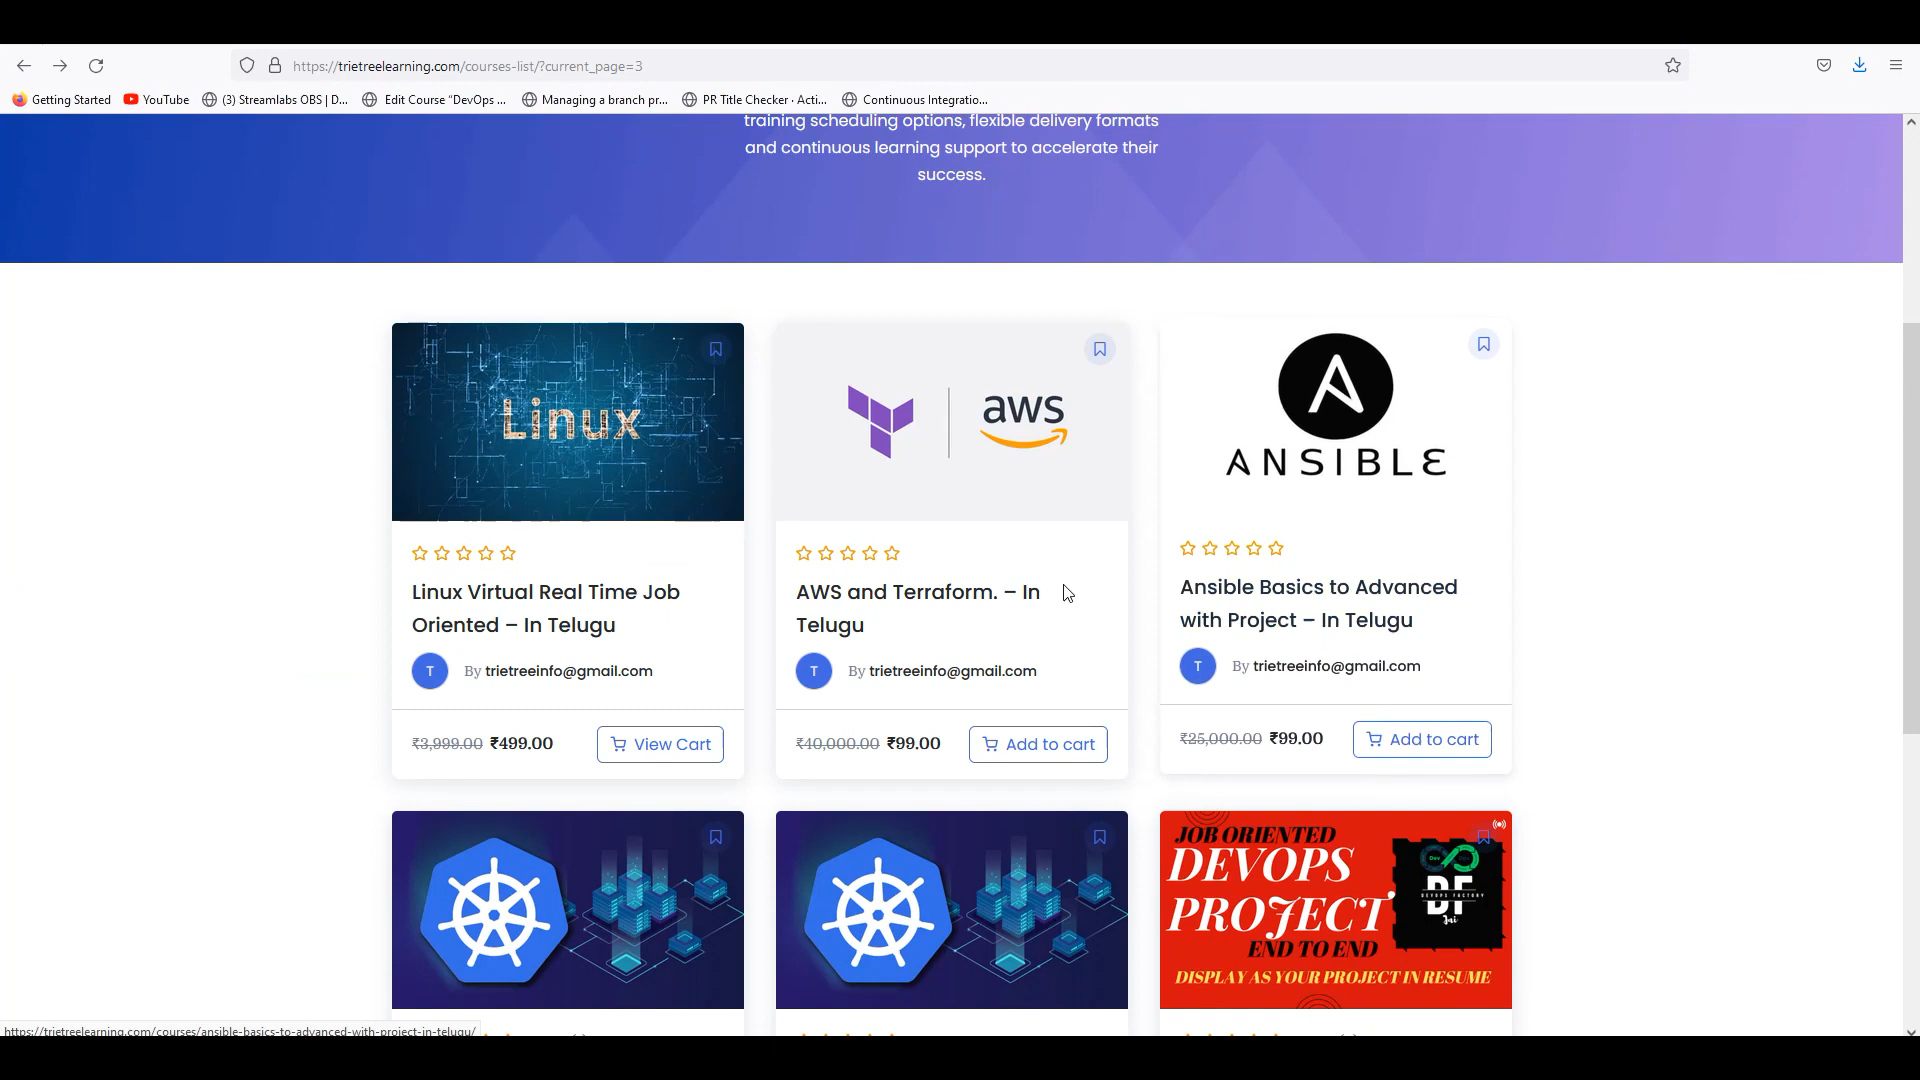 https://trietreelearning.com/courses-list/?current_page=3
Getting Started
YouTube
(3) Streamlabs OBS | D...
Edit Course “DevOps ...
Managing a branch pr...
PR Title Checker · Acti...
Continuous Integratio...
training scheduling options, flexible delivery formats
and continuous learning support to accelerate their
success.
Linux
aws
ANSIBLE
Linux Virtual Real Time Job
Oriented – In Telugu
T
By trietreeinfo@gmail.com
₹3,999.00 ₹499.00
View Cart
AWS and Terraform. – In
Telugu
T
By trietreeinfo@gmail.com
₹40,000.00 ₹99.00
Add to cart
Ansible Basics to Advanced
with Project – In Telugu
T
By trietreeinfo@gmail.com
₹25,000.00 ₹99.00
Add to cart
JOB ORIENTED
DEVOPS
PROJECT
END TO END
DISPLAY AS YOUR PROJECT IN RESUME
Dev
DF
DEVOPS FACTORY
Jai
https://trietreelearning.com/courses/ansible-basics-to-advanced-with-project-in-telugu/